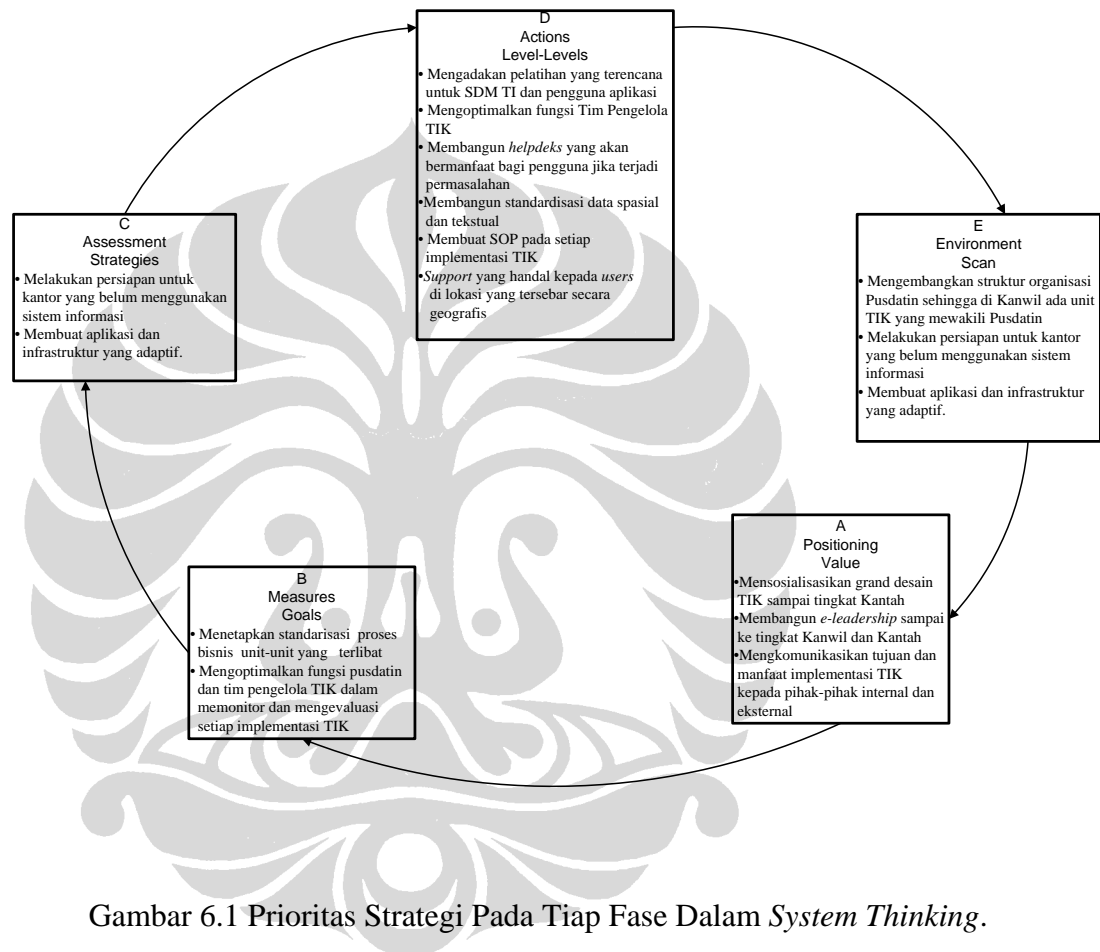 D
Actions
Level-Levels
• Mengadakan pelatihan yang terencana
untuk SDM TI dan pengguna aplikasi
• Mengoptimalkan fungsi Tim Pengelola
TIK
• Membangun helpdeks yang akan
bermanfaat bagi pengguna jika terjadi
permasalahan
•Membangun standardisasi data spasial
dan tekstual
• Membuat SOP pada setiap
implementasi TIK
•Support yang handal kepada users
di lokasi yang tersebar secara
geografis
C
Assessment
Strategies
• Melakukan persiapan untuk
kantor yang belum menggunakan
sistem informasi
• Membuat aplikasi dan
infrastruktur yang adaptif.
E
Environment
Scan
• Mengembangkan struktur organisasi
Pusdatin sehingga di Kanwil ada unit
TIK yang mewakili Pusdatin
• Melakukan persiapan untuk kantor
yang belum menggunakan sistem
informasi
• Membuat aplikasi dan infrastruktur
yang adaptif.
A
Positioning
Value
•Mensosialisasikan grand desain
TIK sampai tingkat Kantah
•Membangun e-leadership sampai
ke tingkat Kanwil dan Kantah
•Mengkomunikasikan tujuan dan
manfaat implementasi TIK
kepada pihak-pihak internal dan
eksternal
B
Measures
Goals
• Menetapkan standarisasi proses
bisnis unit-unit yang terlibat
• Mengoptimalkan fungsi pusdatin
dan tim pengelola TIK dalam
memonitor dan mengevaluasi
setiap implementasi TIK
Gambar 6.1 Prioritas Strategi Pada Tiap Fase Dalam System Thinking.